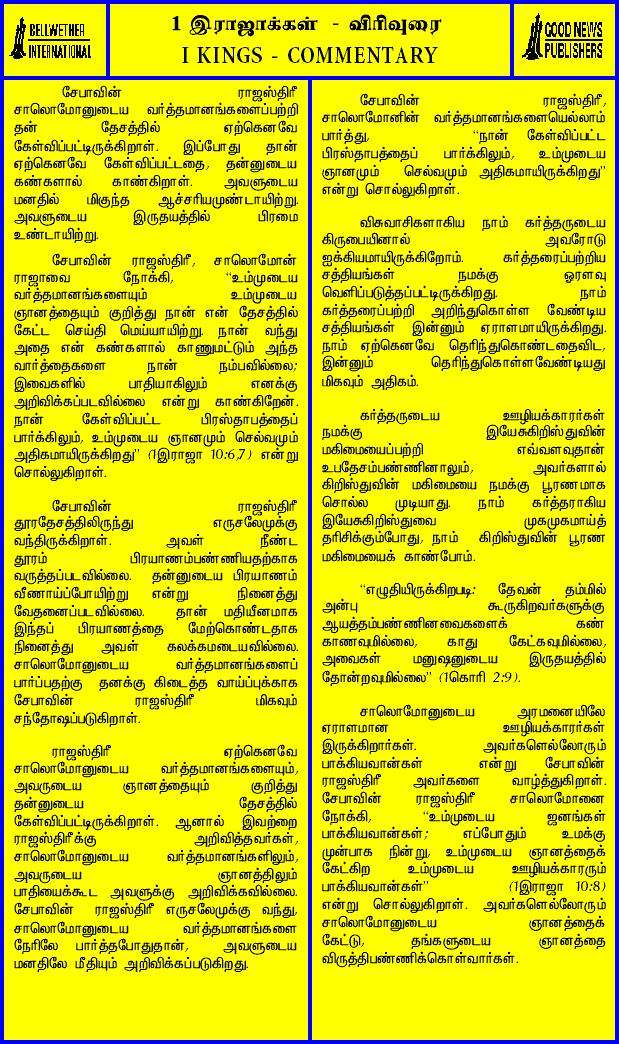 BELLWETHER
INTERNATIONAL
1 இராஜாக்கள் - விரிவுரை
I KINGS - COMMENTARY
GOOD NEWS
PUBLISHERS
சேபாவின் ராஜஸ்திரீ
சாலொமோனுடைய வர்த்தமானங்களைப்பற்றி
தன் தேசத்தில் ஏற்கெனவே
கேள்விப்பட்டிருக்கிறாள். இப்போது தான்
ஏற்கெனவே கேள்விப்பட்டதை, தன்னுடைய
கண்களால் காண்கிறாள். அவளுடைய
மனதில் மிகுந்த ஆச்சரியமுண்டாயிற்று.
அவளுடைய இருதயத்தில் பிரமை
உண்டாயிற்று.
சேபாவின் ராஜஸ்திரீ, சாலொமோன்
ராஜாவை நோக்கி, “உம்முடைய
வர்த்தமானங்களையும் உம்முடைய
ஞானத்தையும் குறித்து நான் என் தேசத்தில்
கேட்ட செய்தி மெய்யாயிற்று. நான் வந்து
அதை என் கண்களால் காணுமட்டும் அந்த
வார்த்தைகளை நான் நம்பவில்லை;
இவைகளில் பாதியாகிலும் எனக்கு
அறிவிக்கப்படவில்லை என்று காண்கிறேன்.
நான் கேள்விப்பட்ட பிரஸ்தாபத்தைப்
பார்க்கிலும், உம்முடைய ஞானமும் செல்வமும்
அதிகமாயிருக்கிறது” (1இராஜா 10:6,7) என்று
சொல்லுகிறாள்.
சேபாவின் ராஜஸ்திரீ
தூரதேசத்திலிருந்து எருசலேமுக்கு
வந்திருக்கிறாள். அவள் நீண்ட
தூரம் பிரயாணம்பண்ணியதற்காக
வருத்தப்படவில்லை. தன்னுடைய பிரயாணம்
வீணாய்ப்போயிற்று என்று நினைத்து
வேதனைப்படவில்லை. தான் மதியீனமாக
இந்தப் பிரயாணத்தை மேற்கொண்டதாக
நினைத்து அவள் கலக்கமடையவில்லை.
சாலொமோனுடைய வர்த்தமானங்களைப்
பார்ப்பதற்கு தனக்கு கிடைத்த வாய்ப்புக்காக
சேபாவின் ராஜஸ்திரீ மிகவும்
சந்தோஷப்படுகிறாள்.
ராஜஸ்திரீ ஏற்கெனவே
சாலொமோனுடைய வர்த்தமானங்களையும்,
அவருடைய ஞானத்தையும் குறித்து
தன்னுடைய தேசத்தில்
கேள்விப்பட்டிருக்கிறாள். ஆனால் இவற்றை
ராஜஸ்திரீக்கு அறிவித்தவர்கள்,
சாலொமோனுடைய வர்த்தமானங்களிலும்,
அவருடைய ஞானத்திலும்
பாதியைக்கூட அவளுக்கு அறிவிக்கவில்லை.
சேபாவின் ராஜஸ்திரீ எருசலேமுக்கு வந்து,
சாலொமோனுடைய வர்த்தமானங்களை
நேரிலே பார்த்தபோதுதான், அவளுடைய
மனதிலே மீதியும் அறிவிக்கப்படுகிறது.
சேபாவின் ராஜஸ்திரீ,
சாலொமோனின் வர்த்தமானங்களையெல்லாம்
பார்த்து, “நான் கேள்விப்பட்ட
பிரஸ்தாபத்தைப் பார்க்கிலும், உம்முடைய
ஞானமும் செல்வமும் அதிகமாயிருக்கிறது”
என்று சொல்லுகிறாள்.
விசுவாசிகளாகிய நாம் கர்த்தருடைய
கிருபையினால் அவரோடு
ஐக்கியமாயிருக்கிறோம். கர்த்தரைப்பற்றிய
சத்தியங்கள் நமக்கு ஓரளவு
வெளிப்படுத்தப்பட்டிருக்கிறது. நாம்
கர்த்தரைப்பற்றி அறிந்துகொள்ள வேண்டிய
சத்தியங்கள் இன்னும் ஏராளமாயிருக்கிறது.
நாம் ஏற்கெனவே தெரிந்துகொண்டதைவிட,
இன்னும் தெரிந்துகொள்ளவேண்டியது
மிகவும் அதிகம்.
கர்த்தருடைய ஊழியக்காரர்கள்
நமக்கு இயேசுகிறிஸ்துவின்
மகிமையைப்பற்றி எவ்வளவுதான்
உபதேசம்பண்ணினாலும், அவர்களால்
கிறிஸ்துவின் மகிமையை நமக்கு பூரணமாக
சொல்ல முடியாது. நாம் கர்த்தராகிய
இயேசுகிறிஸ்துவை முகமுகமாய்த்
தரிசிக்கும்போது, நாம் கிறிஸ்துவின் பூரண
மகிமையைக் காண்போம்.
“எழுதியிருக்கிறபடி: தேவன் தம்மில்
அன்பு கூருகிறவர்களுக்கு
ஆயத்தம்பண்ணினவைகளைக் கண்
காணவுமில்லை, காது கேட்கவுமில்லை,
அவைகள் மனுஷனுடைய இருதயத்தில்
தோன்றவுமில்லை” (1கொரி 2:9).
சாலொமோனுடைய அரமனையிலே
ஏராளமான ஊழியக்காரர்கள்
இருக்கிறார்கள். அவர்களெல்லோரும்
பாக்கியவான்கள் என்று சேபாவின்
ராஜஸ்திரீ அவர்களை வாழ்த்துகிறாள்.
சேபாவின் ராஜஸ்திரீ சாலொமோனை
நோக்கி, “உம்முடைய ஜனங்கள்
பாக்கியவான்கள்; எப்போதும் உமக்கு
முன்பாக நின்று, உம்முடைய ஞானத்தைக்
கேட்கிற உம்முடைய ஊழியக்காரரும்
பாக்கியவான்கள்” (1இராஜா 10:8)
என்று சொல்லுகிறாள். அவர்களெல்லோரும்
சாலொமோனுடைய ஞானத்தைக்
கேட்டு, தங்களுடைய ஞானத்தை
விருத்திபண்ணிக்கொள்வார்கள்.